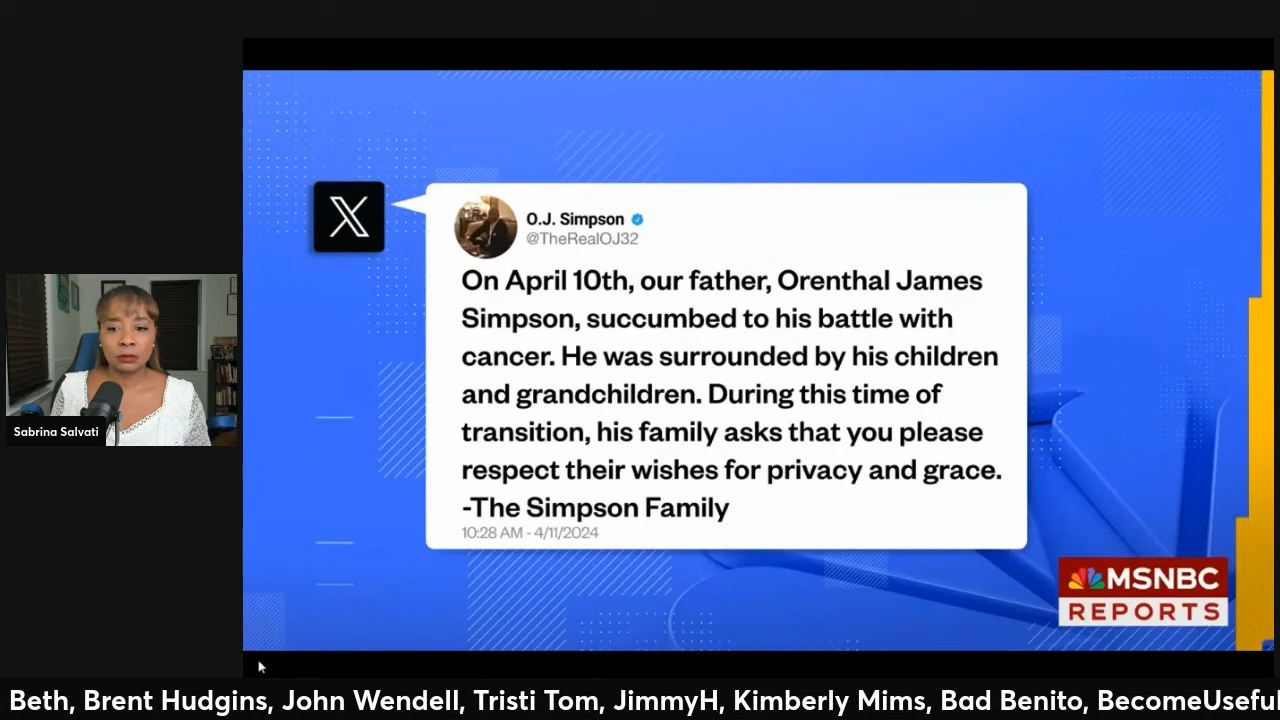 X
O.J. Simpson
@TheRealOJ32
On April 10th, our father, Orenthal James
Simpson, succumbed to his battle with
cancer. He was surrounded by his children
and grandchildren. During this time of
transition, his family asks that you please
respect their wishes for privacy and grace.
-The Simpson Family
10:28 AM - 4/11/2024
Sabrina Salvati
MSNBC
REPORTS
Beth, Brent Hudgins, John Wendell, Tristi Tom, JimmyH, Kimberly Mims, Bad Benito, BecomeUsefu